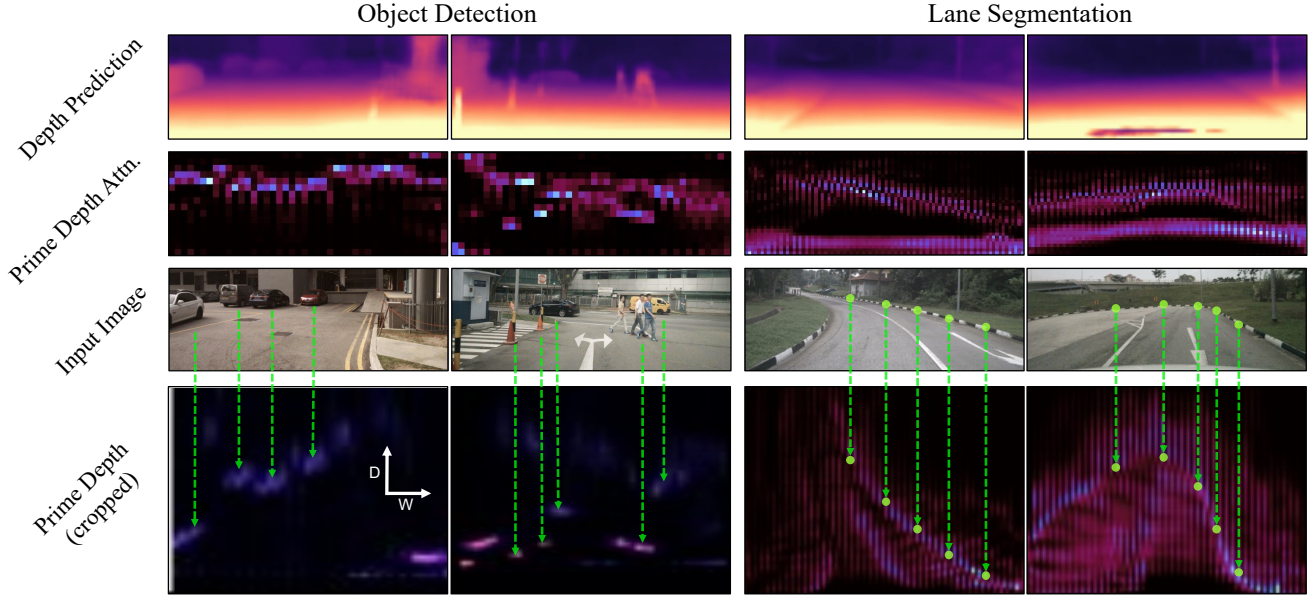 Object Detection
Lane Segmentation
Depth Prediction
Prime Depth Attn.
Input Image
Prime Depth
(cropped)
D
W